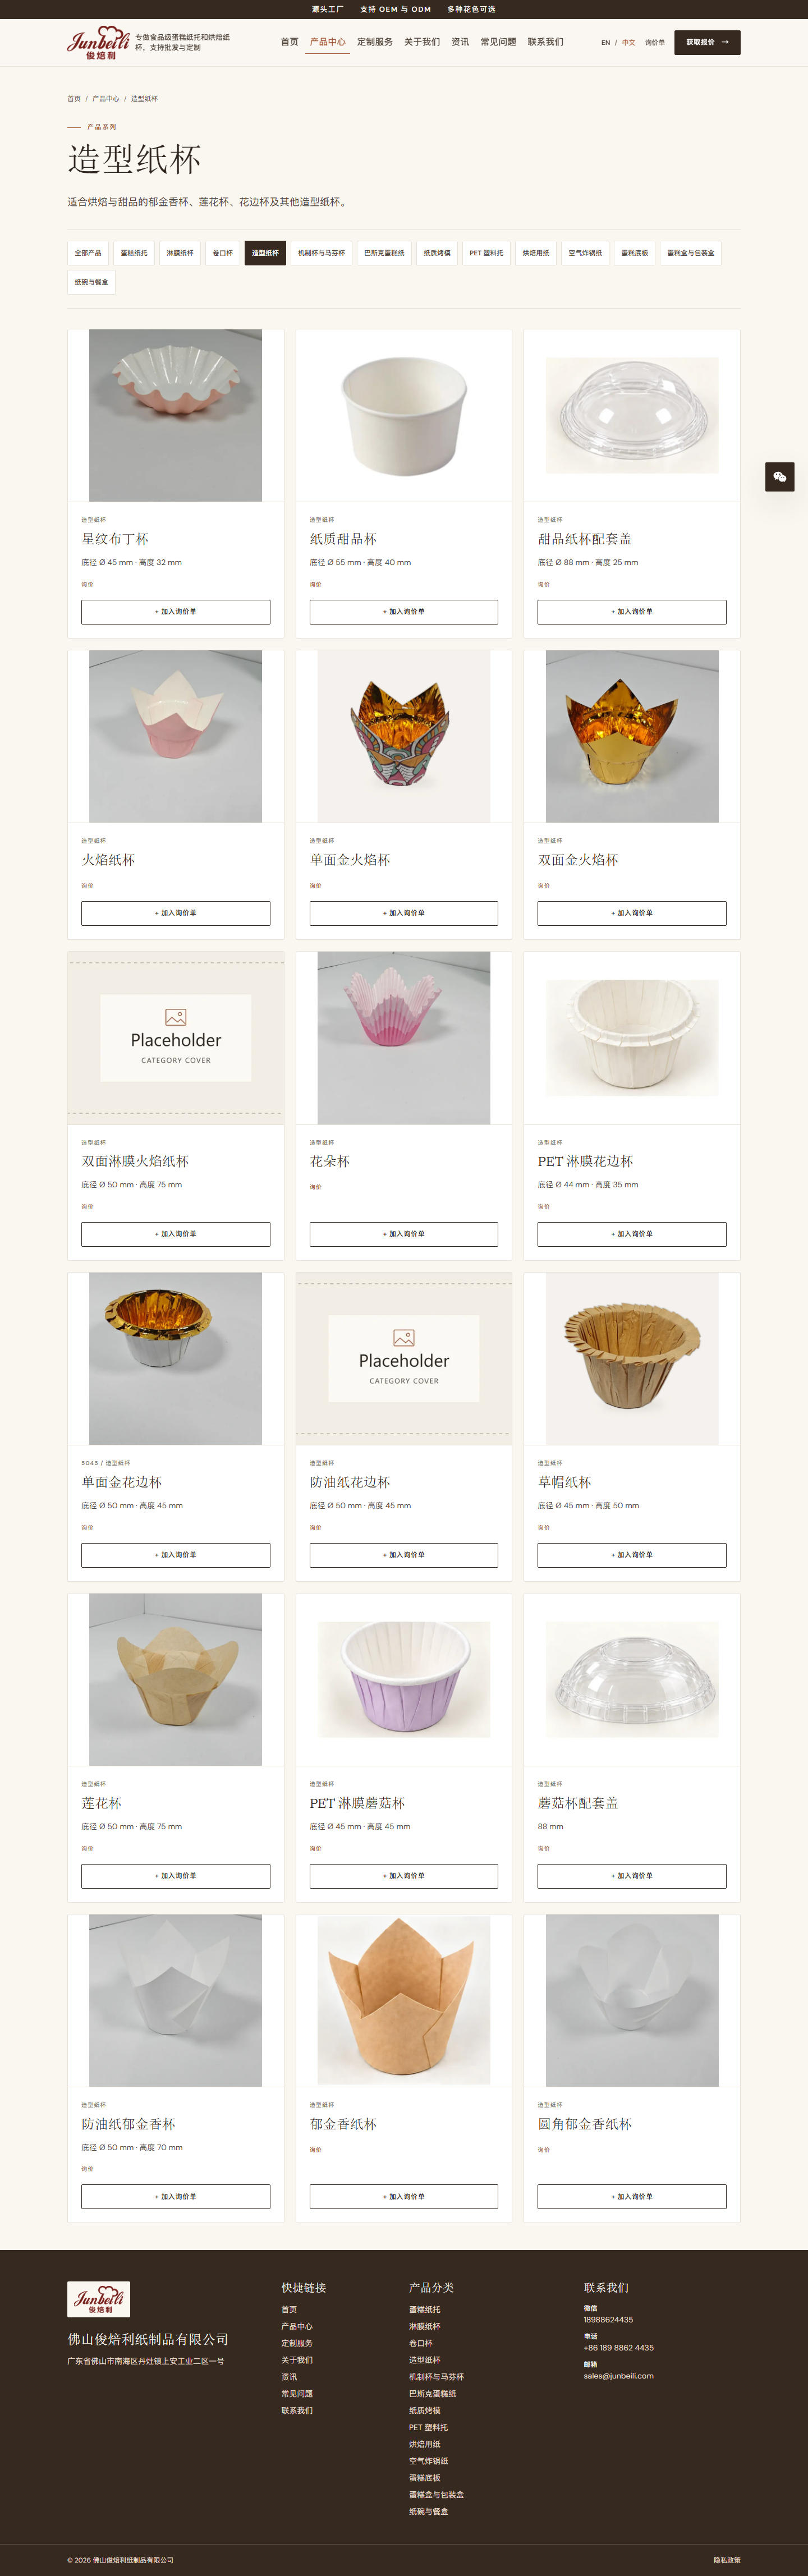 源头工厂 支持 OEM 与 ODM 多种花色可选
Junbeili
俊焙利
专做食品级蛋糕纸托和烘焙纸
杯，支持批发与定制
首页 产品中心 定制服务 关于我们 资讯 常见问题 联系我们
EN / 中文 询价单 获取报价 →
首页 / 产品中心 / 造型纸杯
产品系列
造型纸杯
适合烘焙与甜品的郁金香杯、莲花杯、花边杯及其他造型纸杯。
全部产品 蛋糕纸托 淋膜纸杯 卷口杯 造型纸杯 机制杯与马芬杯 巴斯克蛋糕纸 纸质烤模 PET 塑料托 烘焙用纸 空气炸锅纸 蛋糕底板 蛋糕盒与包装盒
纸碗与餐盒
造型纸杯
星纹布丁杯
底径 Ø 45 mm · 高度 32 mm
询价
+ 加入询价单
造型纸杯
纸质甜品杯
底径 Ø 55 mm · 高度 40 mm
询价
+ 加入询价单
造型纸杯
甜品纸杯配套盖
底径 Ø 88 mm · 高度 25 mm
询价
+ 加入询价单
造型纸杯
火焰纸杯
询价
+ 加入询价单
造型纸杯
单面金火焰杯
询价
+ 加入询价单
造型纸杯
双面金火焰杯
询价
+ 加入询价单
Placeholder
CATEGORY COVER
造型纸杯
双面淋膜火焰纸杯
底径 Ø 50 mm · 高度 75 mm
询价
+ 加入询价单
造型纸杯
花朵杯
询价
+ 加入询价单
造型纸杯
PET 淋膜花边杯
底径 Ø 44 mm · 高度 35 mm
询价
+ 加入询价单
5045 / 造型纸杯
单面金花边杯
底径 Ø 50 mm · 高度 45 mm
询价
+ 加入询价单
Placeholder
CATEGORY COVER
造型纸杯
防油纸花边杯
底径 Ø 50 mm · 高度 45 mm
询价
+ 加入询价单
造型纸杯
草帽纸杯
底径 Ø 45 mm · 高度 50 mm
询价
+ 加入询价单
造型纸杯
莲花杯
底径 Ø 50 mm · 高度 75 mm
询价
+ 加入询价单
造型纸杯
PET 淋膜蘑菇杯
底径 Ø 45 mm · 高度 45 mm
询价
+ 加入询价单
造型纸杯
蘑菇杯配套盖
88 mm
询价
+ 加入询价单
造型纸杯
防油纸郁金香杯
底径 Ø 50 mm · 高度 70 mm
询价
+ 加入询价单
造型纸杯
郁金香纸杯
询价
+ 加入询价单
造型纸杯
圆角郁金香纸杯
询价
+ 加入询价单
Junbeili
俊焙利
佛山俊焙利纸制品有限公司
广东省佛山市南海区丹灶镇上安工业二区一号
快捷链接
首页
产品中心
定制服务
关于我们
资讯
常见问题
联系我们
产品分类
蛋糕纸托
淋膜纸杯
卷口杯
造型纸杯
机制杯与马芬杯
巴斯克蛋糕纸
纸质烤模
PET 塑料托
烘焙用纸
空气炸锅纸
蛋糕底板
蛋糕盒与包装盒
纸碗与餐盒
联系我们
微信
18988624435
电话
+86 189 8862 4435
邮箱
sales@junbeili.com
© 2026 佛山俊焙利纸制品有限公司
隐私政策